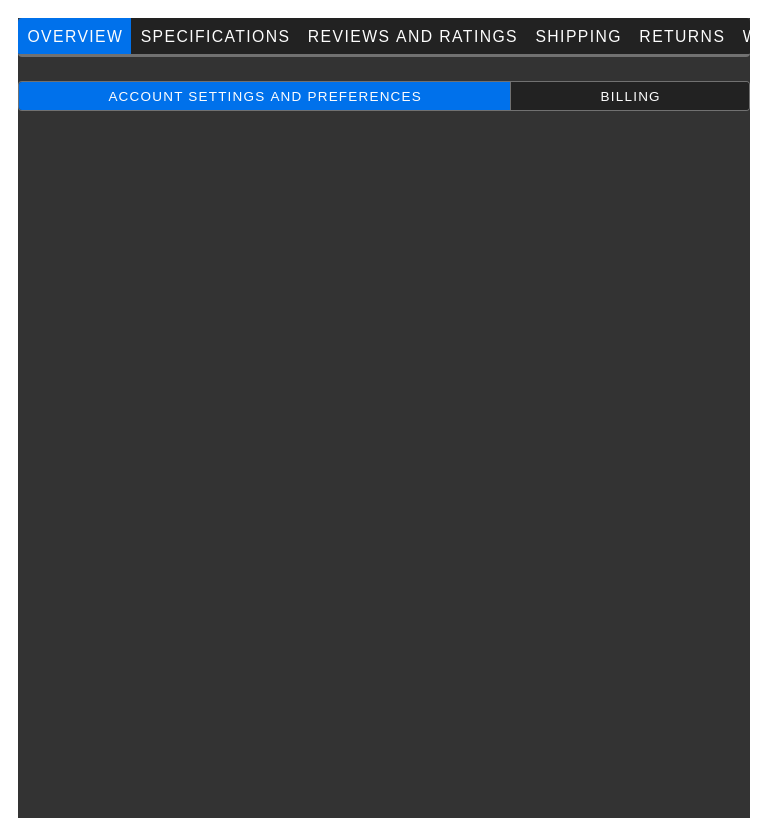 OVERVIEW SPECIFICATIONS REVIEWS AND RATINGS SHIPPING RETURNS
ACCOUNT SETTINGS AND PREFERENCES BILLING